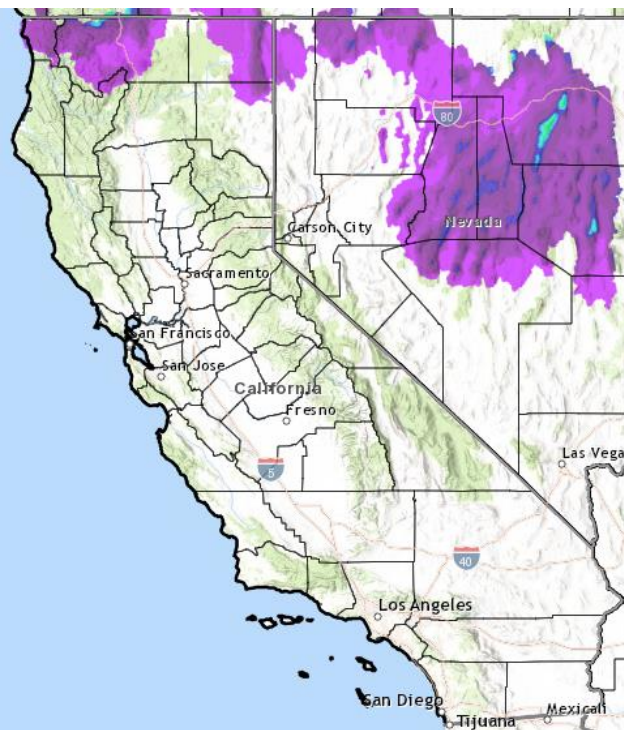 80
Nevada
Carson City
Sacramento
San Francisco
San Jose
California
Fresno
5
Las Vega
40
Los Angeles
San Diego
Tijuana
Mexicali